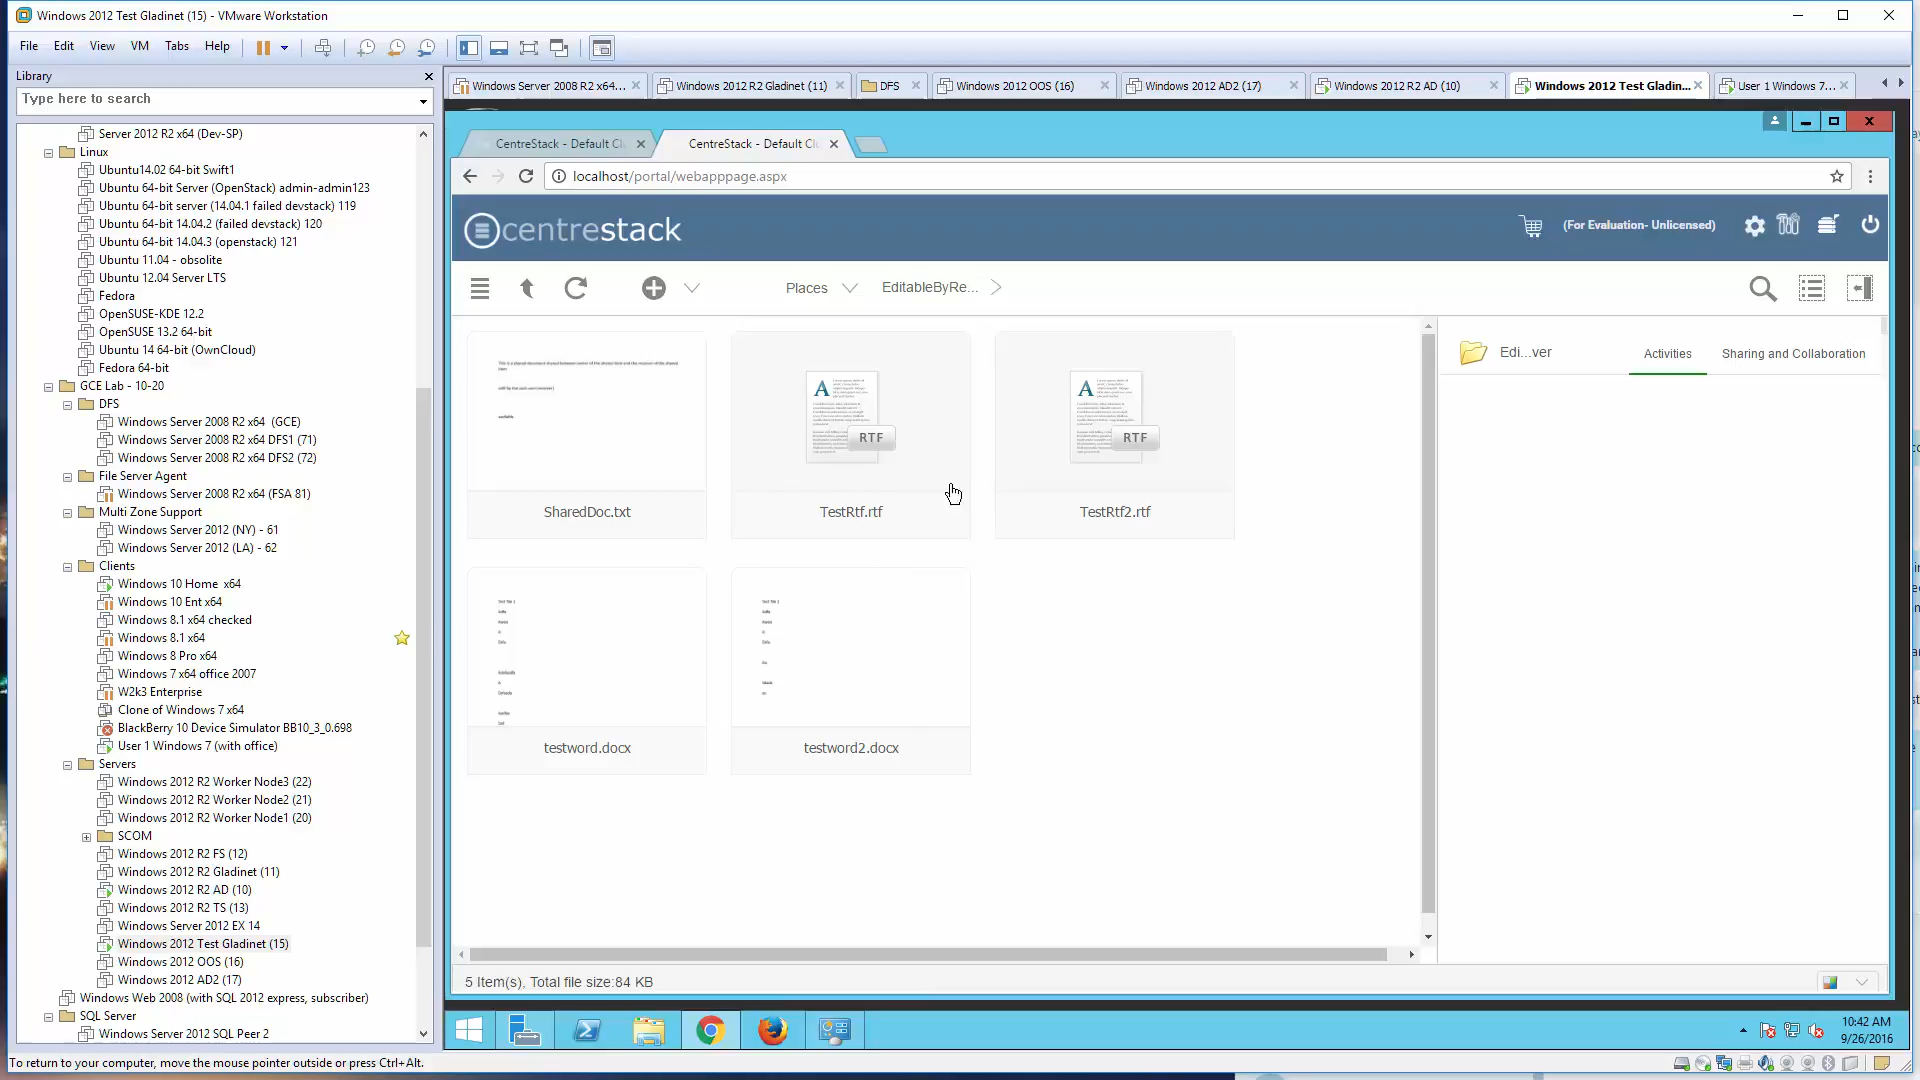 Windows 2012 Test Gladinet (15) - VMware Workstation
File Edit View VM Tabs Help
Library
Type here to search
Server 2012 R2 x64 (Dev-SP)
Linux
Ubuntu14.02 64-bit Swift1
Ubuntu 64-bit Server (OpenStack) admin-admin123
Ubuntu 64-bit server (14.04.1 failed devstack) 119
Ubuntu 64-bit 14.04.2 (failed devstack) 120
Ubuntu 64-bit 14.04.3 (openstack) 121
Ubuntu 11.04 - obsolite
Ubuntu 12.04 Server LTS
Fedora
OpenSUSE-KDE 12.2
OpenSUSE 13.2 64-bit
Ubuntu 14 64-bit (OwnCloud)
Fedora 64-bit
GCE Lab - 10-20
DFS
Windows Server 2008 R2 x64 (GCE)
Windows Server 2008 R2 x64 DFS1 (71)
Windows Server 2008 R2 x64 DFS2 (72)
File Server Agent
Windows Server 2008 R2 x64 (FSA 81)
Multi Zone Support
Windows Server 2012 (NY) - 61
Windows Server 2012 (LA) - 62
Clients
Windows 10 Home x64
Windows 10 Ent x64
Windows 8.1 x64 checked
Windows 8.1 x64
Windows 8 Pro x64
Windows 7 x64 office 2007
W2k3 Enterprise
Clone of Windows 7 x64
BlackBerry 10 Device Simulator BB10_3_0.698
User 1 Windows 7 (with office)
Servers
Windows 2012 R2 Worker Node3 (22)
Windows 2012 R2 Worker Node2 (21)
Windows 2012 R2 Worker Node1 (20)
SCOM
Windows 2012 R2 FS (12)
Windows 2012 R2 Gladinet (11)
Windows 2012 R2 AD (10)
Windows 2012 R2 TS (13)
Windows Server 2012 EX 14
Windows 2012 Test Gladinet (15)
Windows 2012 OOS (16)
Windows 2012 AD2 (17)
Windows Web 2008 (with SQL 2012 express, subscriber)
SQL Server
Windows Server 2012 SQL Peer 2
Windows Server 2008 R2 x64... Windows 2012 R2 Gladinet (11) DFS Windows 2012 OOS (16) Windows 2012 AD2 (17) Windows 2012 R2 AD (10) Windows 2012 Test Gladin... User 1 Windows 7...
CentreStack - Default Cl CentreStack - Default Cl
localhost/portal/webapppage.aspx
centrestack (For Evaluation- Unlicensed)
Places EditableByRe...
Edi...ver Activities Sharing and Collaboration
RTF RTF
SharedDoc.txt TestRtf.rtf TestRtf2.rtf
testword.docx testword2.docx
5 Item(s). Total file size:84 KB
10:42 AM
9/26/2016
To return to your computer, move the mouse pointer outside or press Ctrl+Alt.